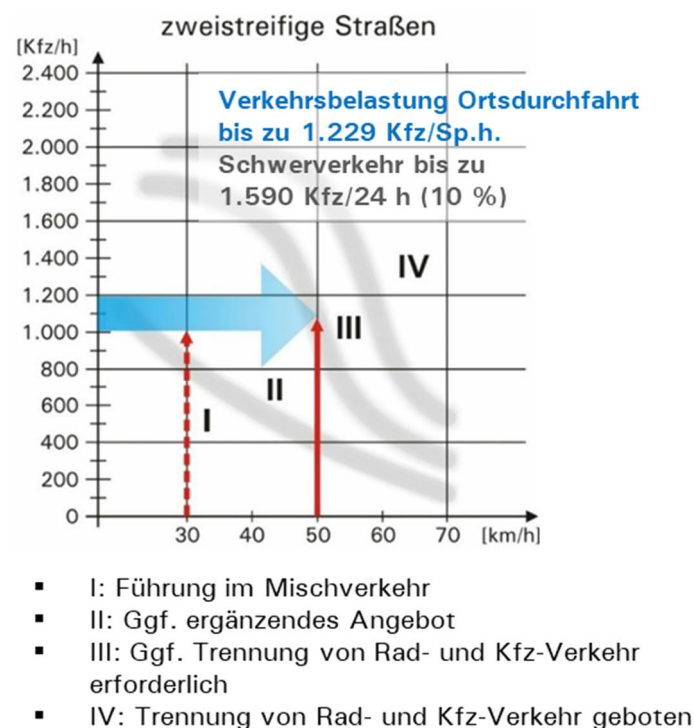 zweistreifige Straßen
[Kfz/h]
2.400
2.200
2.000
1.800
1.600
1.400
1.200
1.000
800
600
400
200
0
Verkehrsbelastung Ortsdurchfahrt
bis zu 1.229 Kfz/Sp.h.
Schwerverkehr bis zu
1.590 Kfz/24 h (10 %)
IV
III
II
I
30 40 50 60 70 [km/h]
▪ I: Führung im Mischverkehr
▪ II: Ggf. ergänzendes Angebot
▪ III: Ggf. Trennung von Rad- und Kfz-Verkehr
erforderlich
▪ IV: Trennung von Rad- und Kfz-Verkehr geboten